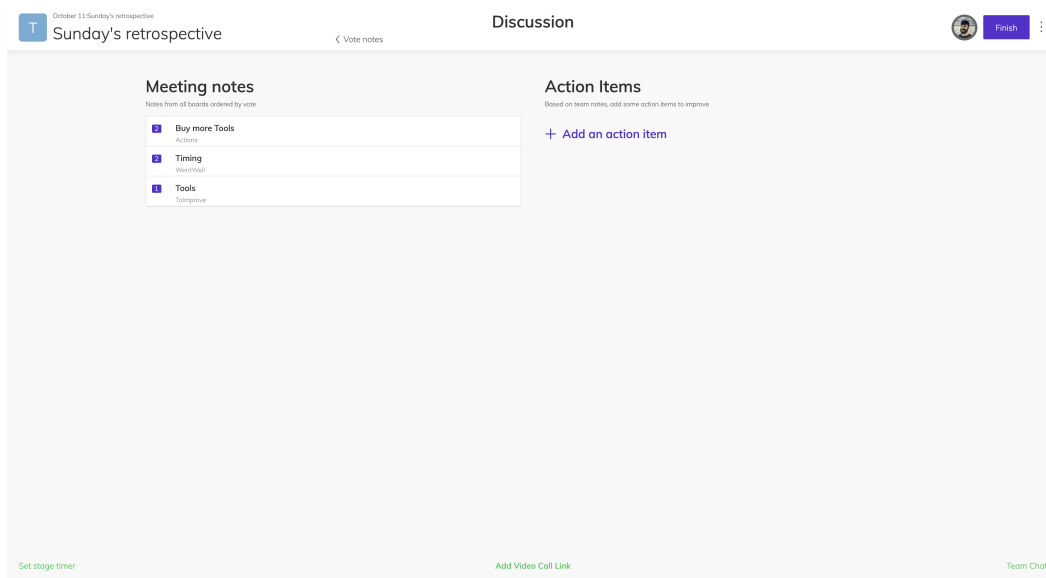 T
October 11:Sunday's retrospective
Sunday's retrospective
Vote notes
Discussion
Finish
Meeting notes
Notes from all boards ordered by vote
2 Buy more Tools
Actions
2 Timing
WentWell
1 Tools
ToImprove
Action Items
Based on team notes, add some action items to improve
+ Add an action item
Set stage timer
Add Video Call Link
Team Chat